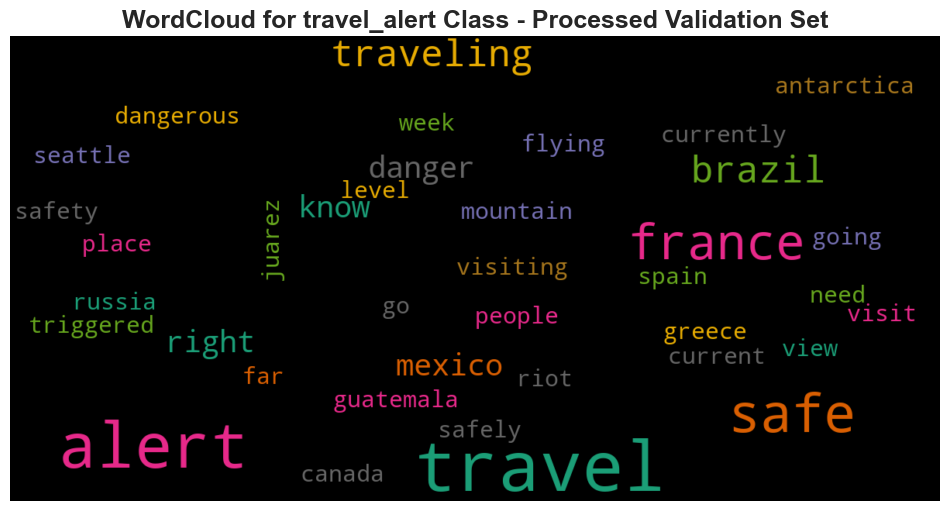 WordCloud for travel_alert Class - Processed Validation Set
traveling
antarctica
dangerous
week
flying
currently
seattle
danger
brazil
level
safety
know
mountain
juarez
place
france
going
visiting
spain
russia
go
people
need
visit
triggered
right
greece
view
current
mexico
far
riot
guatemala
safe
alert
safely
travel
canada